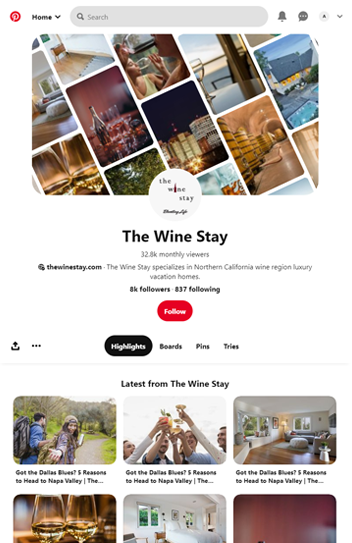 Home
Search
A
the
wine
stay
The Wine Stay
32.8k monthly viewers
thewinestay.com · The Wine Stay specializes in Northern California wine region luxury
vacation homes.
8k followers · 837 following
Follow
Highlights Boards Pins Tries
Latest from The Wine Stay
Got the Dallas Blues? 5 Reasons
to Head to Napa Valley | The...
Got the Dallas Blues? 5 Reasons
to Head to Napa Valley | The...
Got the Dallas Blues? 5 Reasons
to Head to Napa Valley | The...